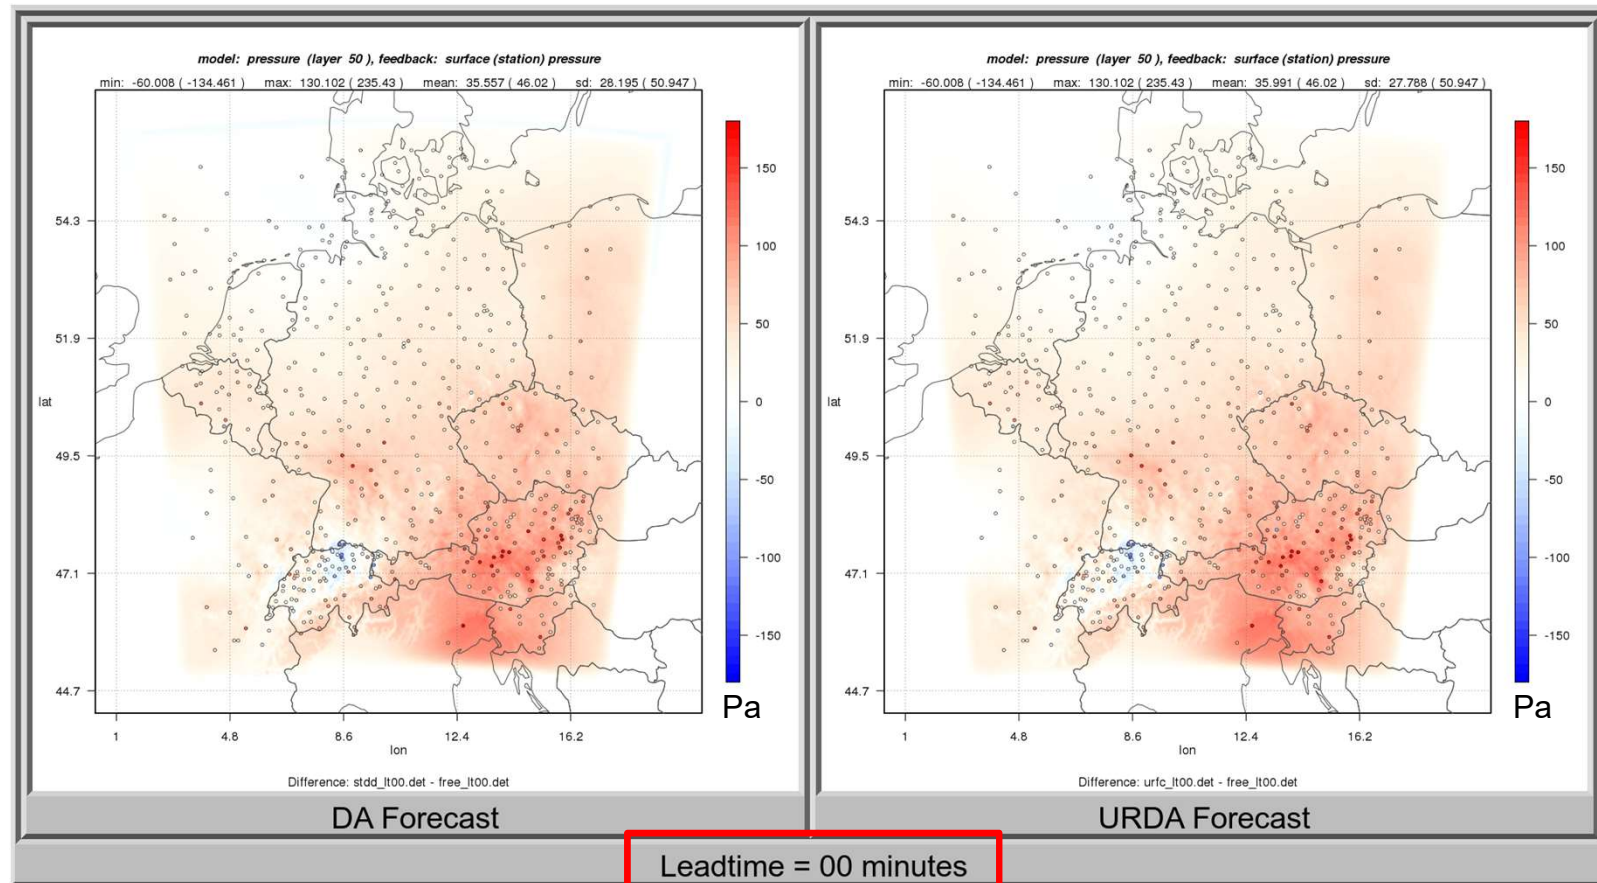 model: pressure (layer 50 ), feedback: surface (station) pressure
min: -60.008 ( -134.461 ) max: 130.102 ( 235.43 ) mean: 35.557 ( 46.02 ) sd: 28.195 ( 50.947 )
150
100
50
0
-50
-100
-150
Pa
54.3
51.9
49.5
47.1
44.7
lat
1 4.8 8.6 12.4 16.2
lon
Difference: stdd_lt00.det - free_lt00.det
DA Forecast
model: pressure (layer 50 ), feedback: surface (station) pressure
min: -60.008 ( -134.461 ) max: 130.102 ( 235.43 ) mean: 35.991 ( 46.02 ) sd: 27.788 ( 50.947 )
150
100
50
0
-50
-100
-150
Pa
54.3
51.9
49.5
47.1
44.7
lat
1 4.8 8.6 12.4 16.2
lon
Difference: urfc_lt00.det - free_lt00.det
URDA Forecast
Leadtime = 00 minutes